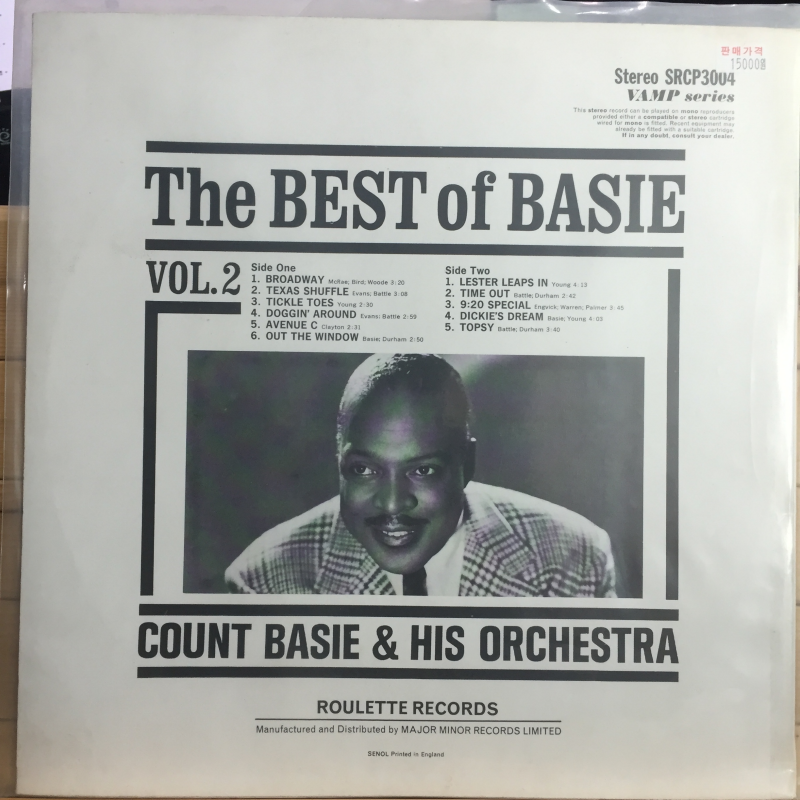 판매가격
15000원
Stereo SRCP3004
VAMP series
This stereo record can be played on mono reproducers
provided either a compatible or stereo cartridge
wired for mono is fitted. Recent equipment may
already be fitted with a suitable cartridge.
If in any doubt, consult your dealer.
The BEST of BASIE
VOL.2
Side One
1. BROADWAY McRae; Bird; Woode 3:20
2. TEXAS SHUFFLE Evans; Battle 3:08
3. TICKLE TOES Young 2:30
4. DOGGIN' AROUND Evans; Battle 2:59
5. AVENUE C Clayton 2:31
6. OUT THE WINDOW Basie; Durham 2:50
Side Two
1. LESTER LEAPS IN Young 4:13
2. TIME OUT Battle; Durham 2:42
3. 9:20 SPECIAL Engvick; Warren; Palmer 3:45
4. DICKIE'S DREAM Basie; Young 4:03
5. TOPSY Battle; Durham 3:40
COUNT BASIE & HIS ORCHESTRA
ROULETTE RECORDS
Manufactured and Distributed by MAJOR MINOR RECORDS LIMITED
SENOL Printed in England